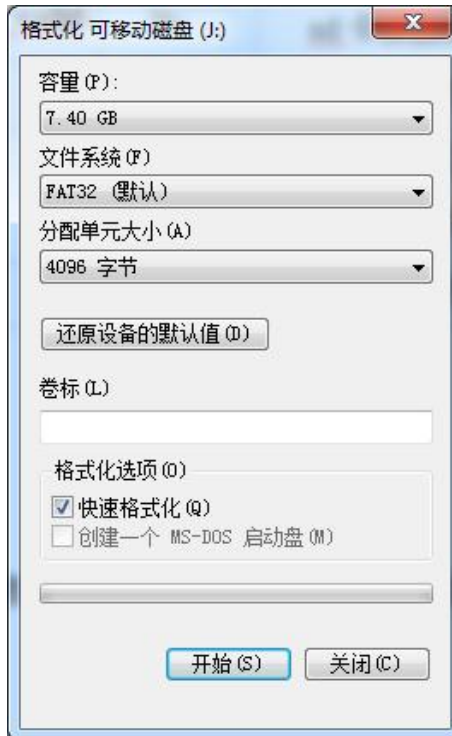 格式化 可移动磁盘 (J:)
容量(P):
7.40 GB
文件系统(F)
FAT32 (默认)
分配单元大小(A)
4096 字节
还原设备的默认值(D)
卷标(L)
格式化选项(O)
快速格式化(Q)
创建一个 MS-DOS 启动盘(M)
开始(S) 关闭(C)